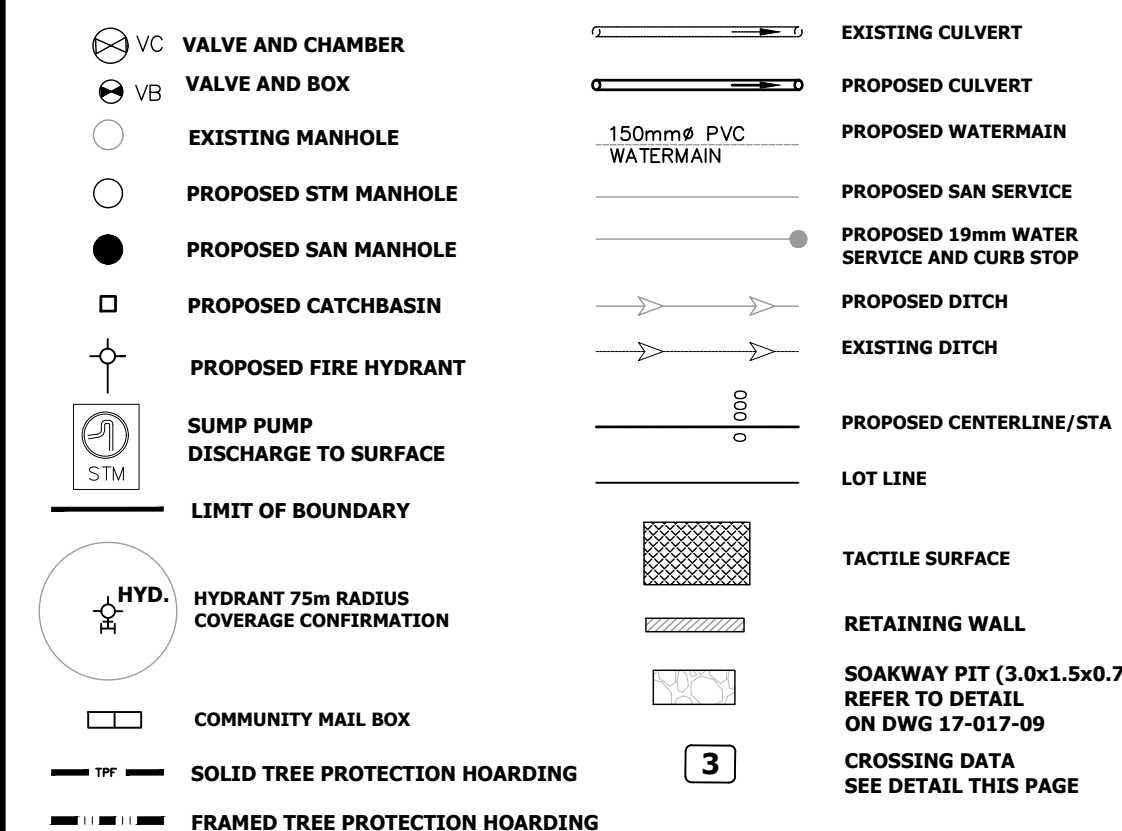 VC VALVE AND CHAMBER
VB VALVE AND BOX
EXISTING MANHOLE
PROPOSED STM MANHOLE
PROPOSED SAN MANHOLE
PROPOSED CATCHBASIN
PROPOSED FIRE HYDRANT
STM
SUMP PUMP
DISCHARGE TO SURFACE
LIMIT OF BOUNDARY
HYD.
HYDRANT 75m RADIUS
COVERAGE CONFIRMATION
COMMUNITY MAIL BOX
TPF SOLID TREE PROTECTION HOARDING
FRAMED TREE PROTECTION HOARDING
EXISTING CULVERT
PROPOSED CULVERT
150mmø PVC
WATERMAIN
PROPOSED WATERMAIN
PROPOSED SAN SERVICE
PROPOSED 19mm WATER
SERVICE AND CURB STOP
PROPOSED DITCH
EXISTING DITCH
0 000
PROPOSED CENTERLINE/STA
LOT LINE
TACTILE SURFACE
RETAINING WALL
SOAKWAY PIT (3.0x1.5x0.7
REFER TO DETAIL
ON DWG 17-017-09
3
CROSSING DATA
SEE DETAIL THIS PAGE